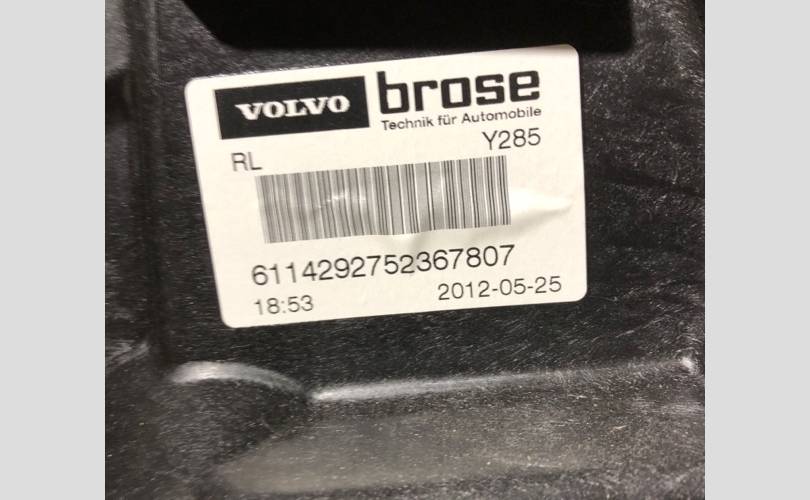 VOLVO brose
Technik für Automobile
RL Y285
6114292752367807
18:53 2012-05-25